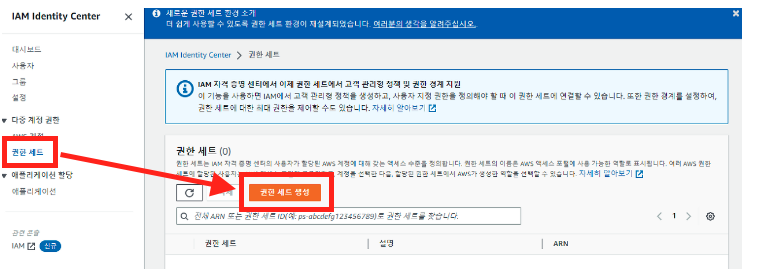 IAM Identity Center
대시보드
사용자
그룹
설정
다중 계정 권한
권한 세트
애플리케이션 할당
애플리케이션
관련 콘솔
IAM
신규
새로운 권한 세트 환경 소개
더 쉽게 사용할 수 있도록 권한 세트 환경이 재설계되었습니다. 여러분의 생각을 알려주십시오.
IAM Identity Center > 권한 세트
IAM 자격 증명 센터에서 이제 권한 세트에서 고객 관리형 정책 및 권한 경계 지원
이 기능을 사용하면 IAM에서 고객 관리형 정책을 생성하고, 사용자 지정 권한을 정의해야 할 때 이 권한 세트에 연결할 수 있습니다. 또한 권한 경계를 설정하여,
권한 세트에 대한 최대 권한을 제어할 수도 있습니다. 자세히 알아보기
권한 세트 (0)
권한 세트는 IAM 자격 증명 센터의 사용자가 할당된 AWS 계정에 대해 갖는 액세스 수준을 정의합니다. 권한 세트의 이름은 AWS 액세스 포털에 사용 가능한 역할로 표시됩니다. 여러 AWS 권한
세트에 할당된 사용자는 계정을 선택한 다음, 할당된 권한 세트에서 AWS가 생성한 역할을 선택할 수 있습니다. 자세히 알아보기
권한 세트 생성
전체 ARN 또는 권한 세트 ID(예: ps-abcdefg123456789)로 권한 세트를 찾습니다.
1
권한 세트
설명
ARN